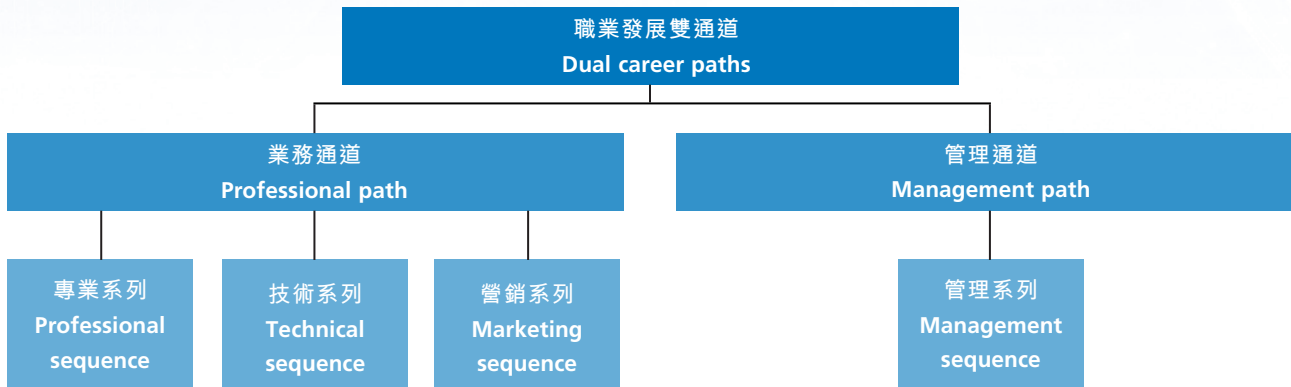 職業發展雙通道
Dual career paths
業務通道
Professional path
管理通道
Management path
專業系列
Professional
sequence
技術系列
Technical
sequence
營銷系列
Marketing
sequence
管理系列
Management
sequence